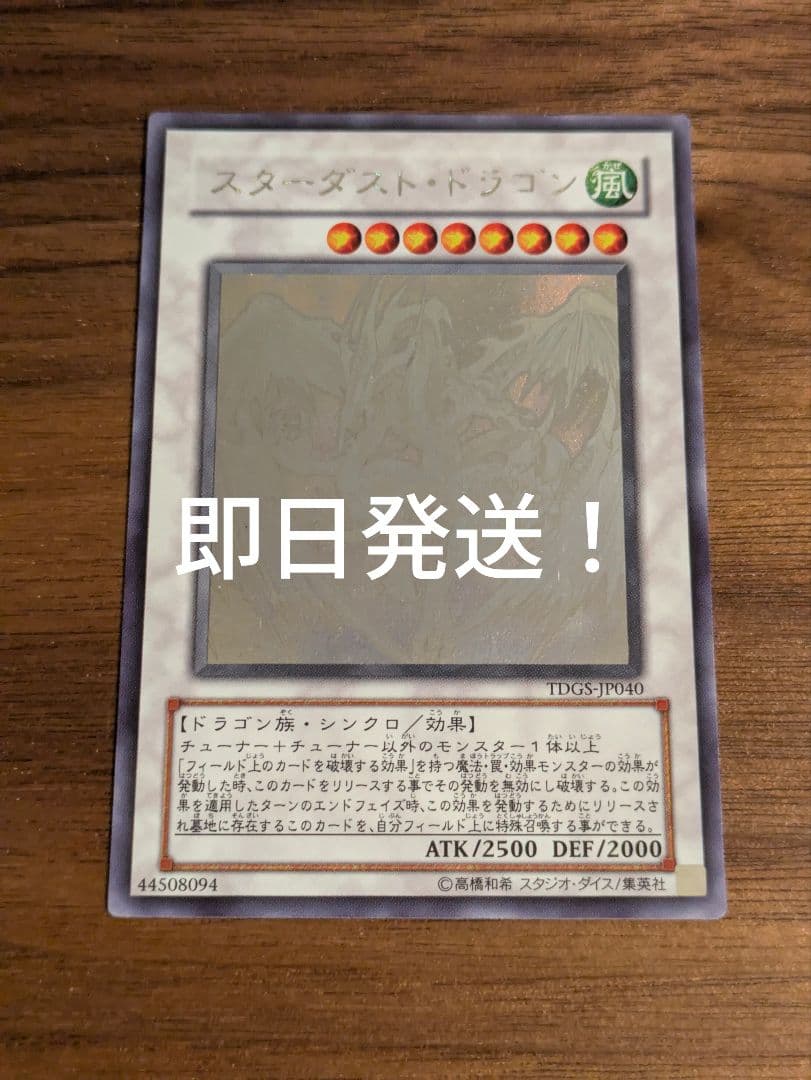 スターダスト・ドラゴン 風
即日発送！
TDGS-JP040
【ドラゴン族・シンクロ／効果】
チューナー＋チューナー以外のモンスター１体以上
「フィールド上のカードを破壊する効果」を持つ魔法・罠・効果モンスターの効果が
発動した時、このカードをリリースする事でその発動を無効にし破壊する。この効
果を適用したターンのエンドフェイズ時、この効果を発動するためにリリースさ
れ墓地に存在するこのカードを、自分フィールド上に特殊召喚する事ができる。
ATK/2500 DEF/2000
44508094 ©高橋和希 スタジオ・ダイス/集英社